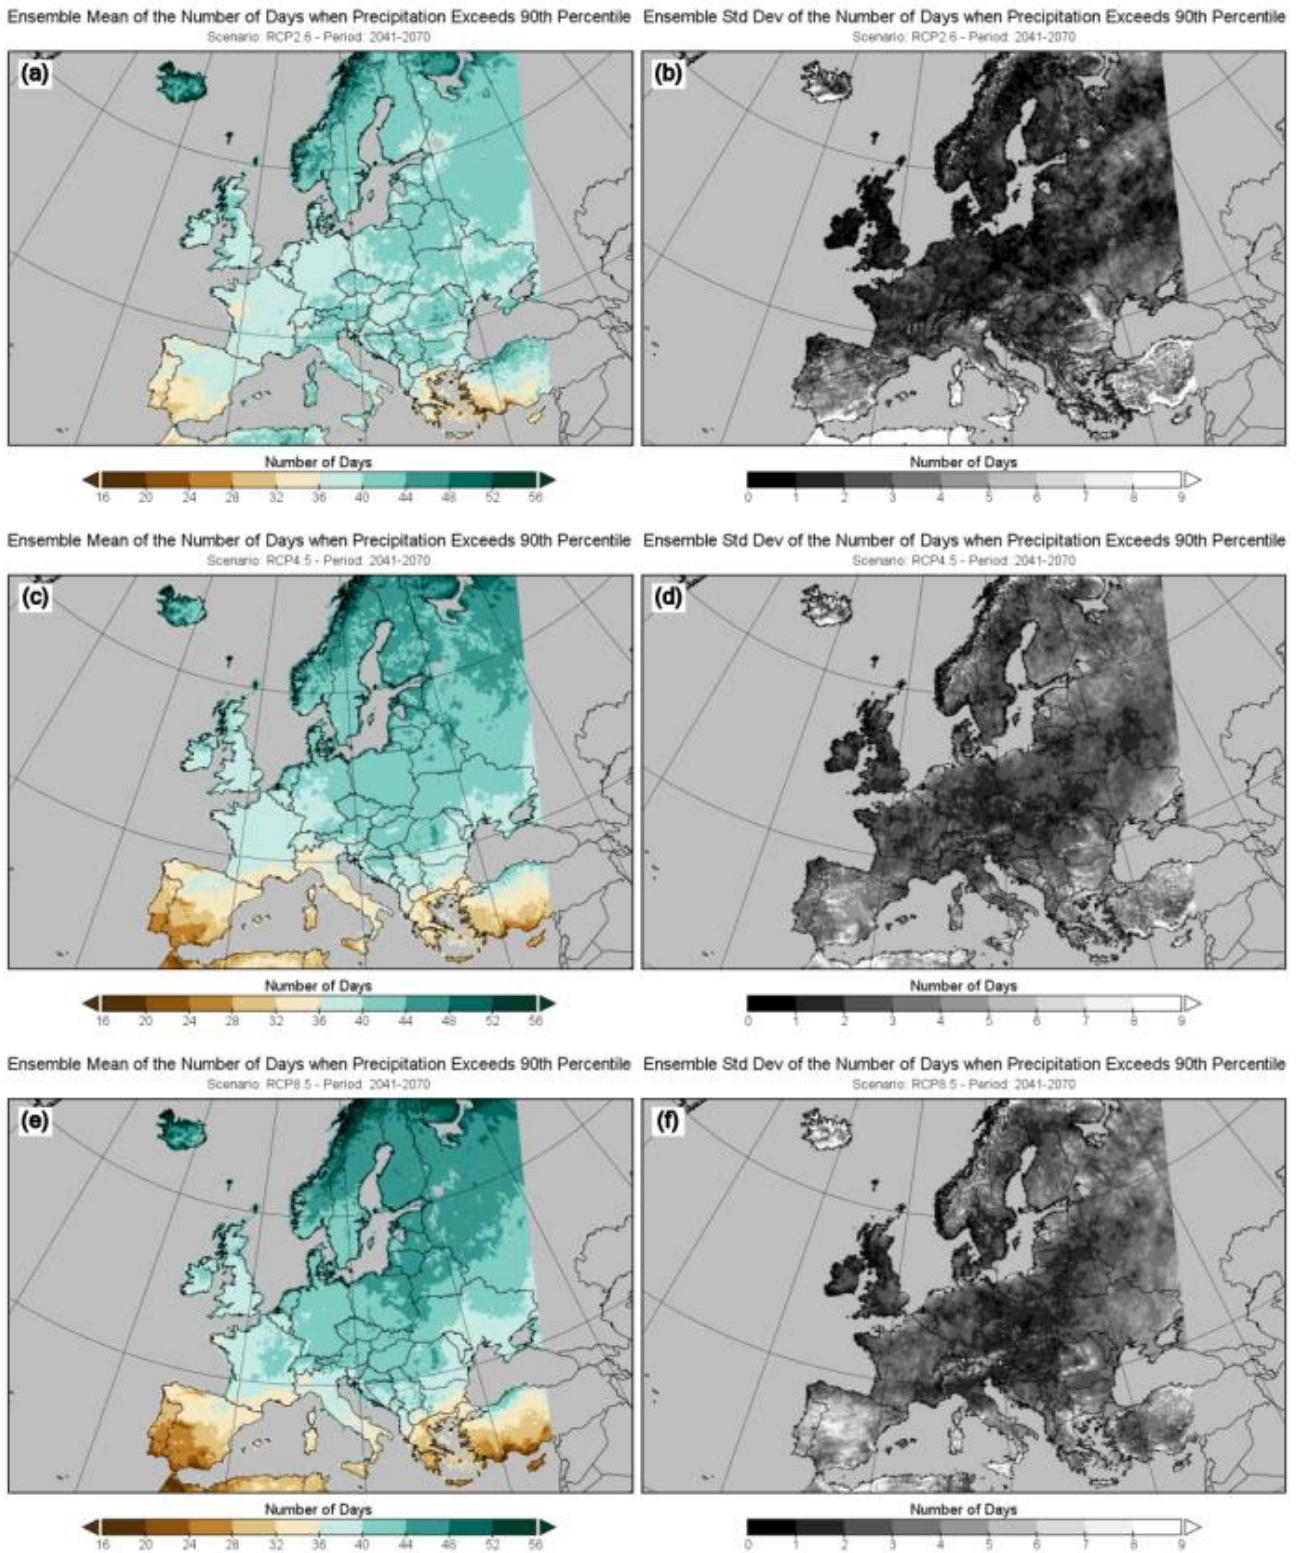 Ensemble Mean of the Number of Days when Precipitation Exceeds 90th Percentile
Scenario: RCP2.6 - Period: 2041-2070
(a)
Number of Days
16 20 24 28 32 36 40 44 48 52 56
Ensemble Std Dev of the Number of Days when Precipitation Exceeds 90th Percentile
Scenario: RCP2.6 - Period: 2041-2070
(b)
Number of Days
0 1 2 3 4 5 6 7 8 9
Ensemble Mean of the Number of Days when Precipitation Exceeds 90th Percentile
Scenario: RCP4.5 - Period: 2041-2070
(c)
Number of Days
16 20 24 28 32 36 40 44 48 52 56
Ensemble Std Dev of the Number of Days when Precipitation Exceeds 90th Percentile
Scenario: RCP4.5 - Period: 2041-2070
(d)
Number of Days
0 1 2 3 4 5 6 7 8 9
Ensemble Mean of the Number of Days when Precipitation Exceeds 90th Percentile
Scenario: RCP8.5 - Period: 2041-2070
(e)
Number of Days
16 20 24 28 32 36 40 44 48 52 56
Ensemble Std Dev of the Number of Days when Precipitation Exceeds 90th Percentile
Scenario: RCP8.5 - Period: 2041-2070
(f)
Number of Days
0 1 2 3 4 5 6 7 8 9